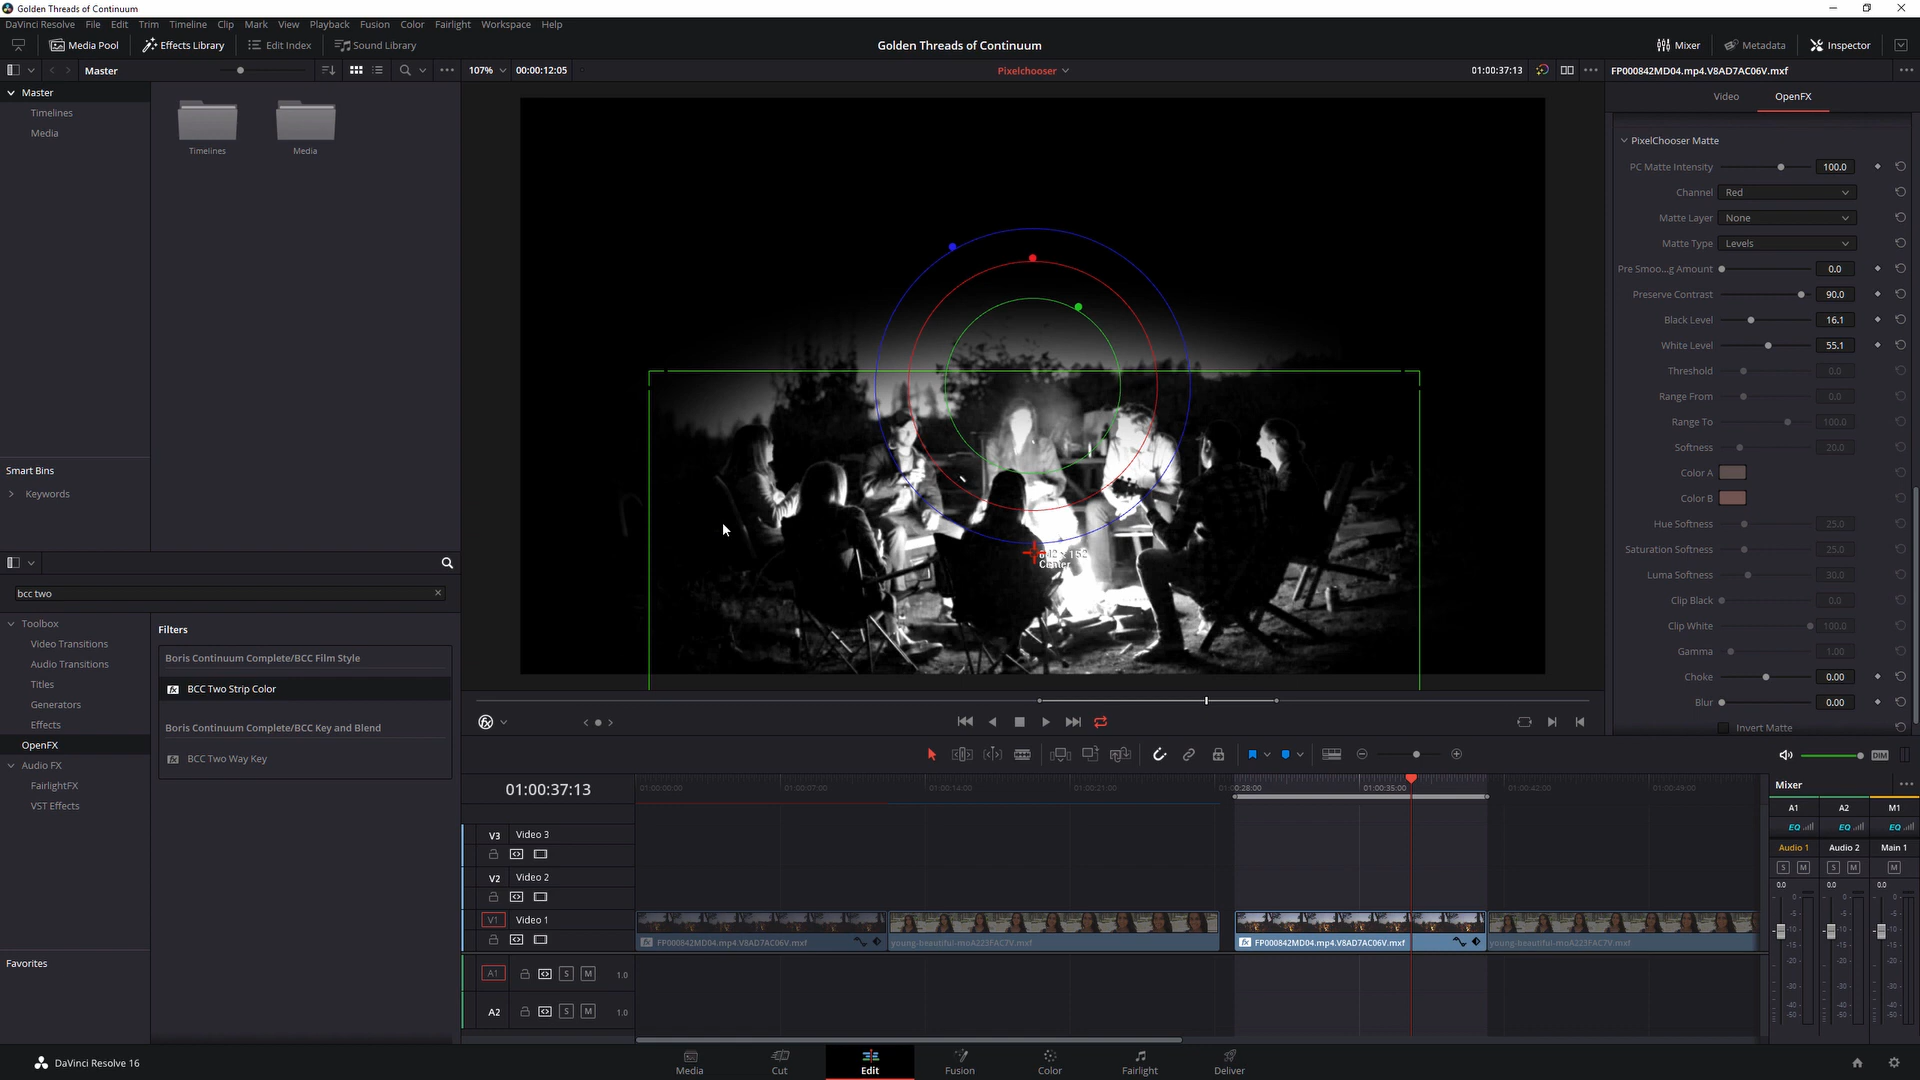 Golden Threads of Continuum
DaVinci Resolve File Edit Trim Timeline Clip Mark View Playback Fusion Color Fairlight Workspace Help
Media Pool Effects Library Edit Index Sound Library Golden Threads of Continuum Mixer Metadata Inspector
Master 107% 00:00:12:05 Pixelchooser 01:00:37:13 FP000842MD04.mp4.V8AD7AC06V.mxf
Master
Timelines
Media
Timelines
Media
Video OpenFX
PixelChooser Matte
PC Matte Intensity 100.0
Channel Red
Matte Layer None
Matte Type Levels
Pre Smoo...g Amount 0.0
Preserve Contrast 90.0
Black Level 16.1
White Level 55.1
Threshold 0.0
Range From 0.0
Range To 100.0
Softness 20.0
Color A
Color B
Hue Softness 25.0
Saturation Softness 25.0
Luma Softness 30.0
Clip Black 0.0
Clip White 100.0
Gamma 1.00
Choke 0.00
Blur 0.00
Invert Matte
Center
Smart Bins
Keywords
bcc two
Toolbox
Video Transitions
Audio Transitions
Titles
Generators
Effects
OpenFX
Audio FX
FairlightFX
VST Effects
Favorites
Filters
Boris Continuum Complete/BCC Film Style
BCC Two Strip Color
Boris Continuum Complete/BCC Key and Blend
BCC Two Way Key
DIM
01:00:37:13
01:00:00:00 01:00:07:00 01:00:14:00 01:00:21:00 01:00:28:00 01:00:35:00 01:00:42:00 01:00:49:00
V3 Video 3
V2 Video 2
V1 Video 1
FP000842MD04.mp4.V8AD7AC06V.mxf young-beautiful-moA223FAC7V.mxf FP000842MD04.mp4.V8AD7AC06V.mxf young-beautiful-moA223FAC7V.mxf
A1 S M 1.0
A2 S M 1.0
Mixer
A1 A2 M1
EQ EQ EQ
Audio 1 Audio 2 Main 1
S M S M M
0.0 0.0 0.0
DaVinci Resolve 16
Media Cut Edit Fusion Color Fairlight Deliver